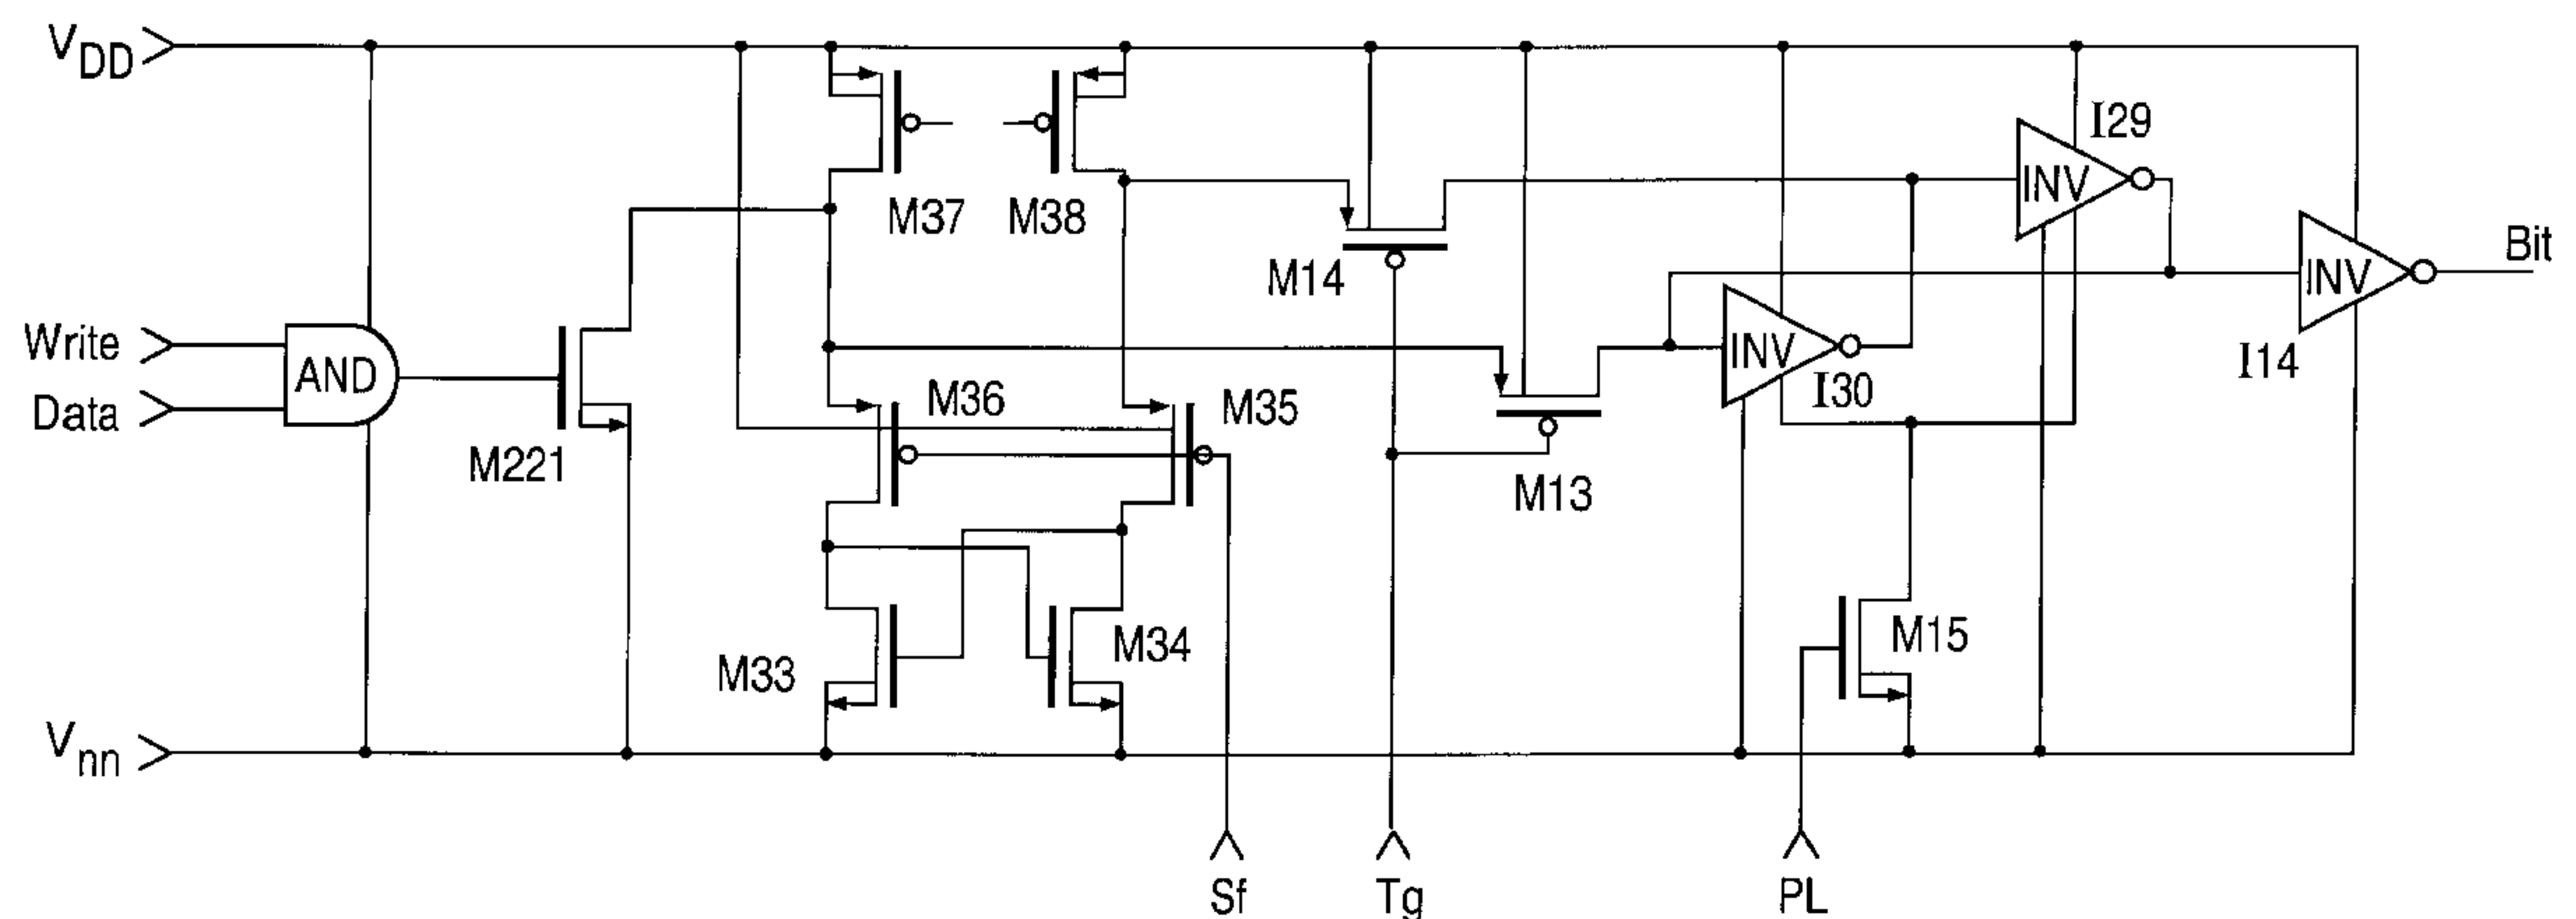 VDD
I29
INV
M37
M38
Bit
M14
INV
Write
INV
AND
I14
I30
M36
M35
Data
M221
M13
M15
M34
M33
Vnn
Sf
Tg
PL